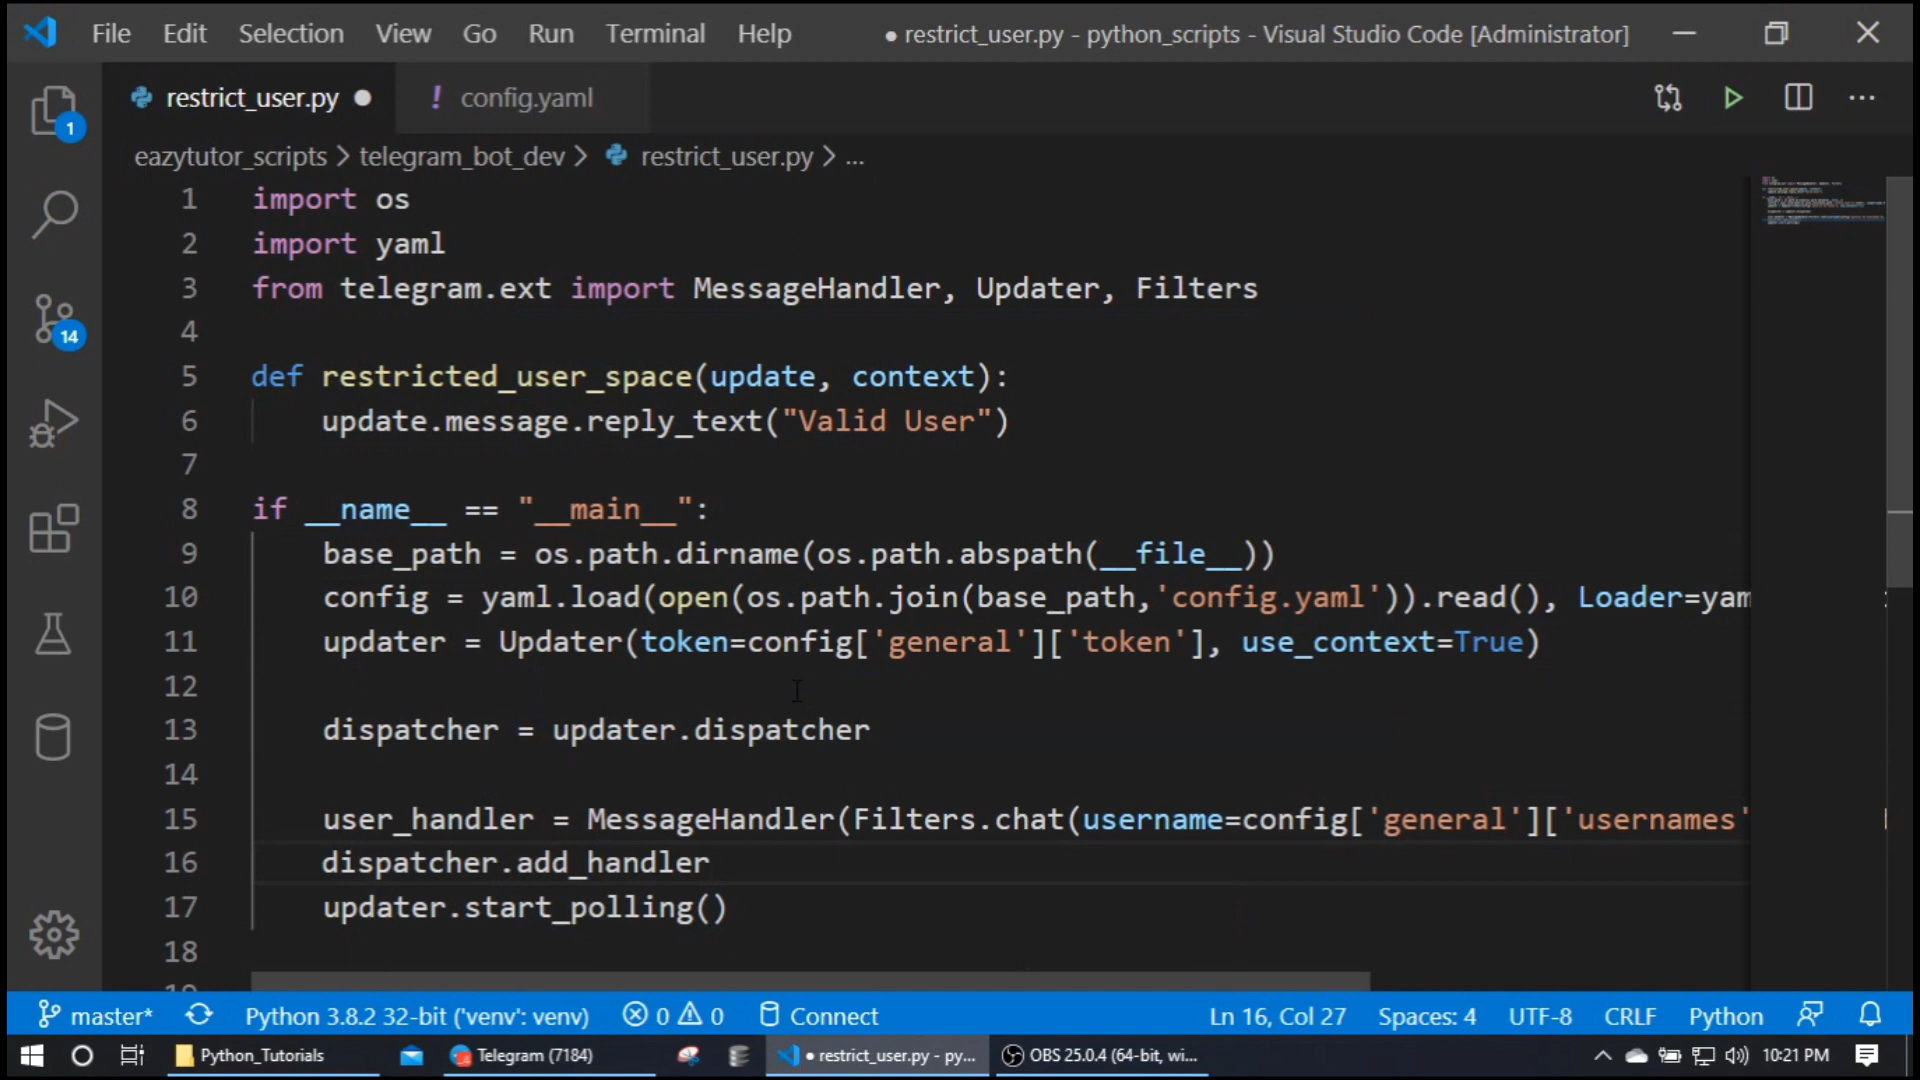 File Edit Selection View Go Run Terminal Help ● restrict_user.py - python_scripts - Visual Studio Code [Administrator]
restrict_user.py ● ! config.yaml ...
1
eazytutor_scripts > telegram_bot_dev > restrict_user.py > ...
1 import os
2 import yaml
3 from telegram.ext import MessageHandler, Updater, Filters
4
5 def restricted_user_space(update, context):
6 update.message.reply_text("Valid User")
7
8 if __name__ == "__main__":
9 base_path = os.path.dirname(os.path.abspath(__file__))
10 config = yaml.load(open(os.path.join(base_path,'config.yaml')).read(), Loader=yam
11 updater = Updater(token=config['general']['token'], use_context=True)
12
13 dispatcher = updater.dispatcher
14
15 user_handler = MessageHandler(Filters.chat(username=config['general']['usernames'
16 dispatcher.add_handler
17 updater.start_polling()
18
14
master* Python 3.8.2 32-bit ('venv': venv) 0 0 Connect Ln 16, Col 27 Spaces: 4 UTF-8 CRLF Python
Python_Tutorials Telegram (7184) ● restrict_user.py - py... OBS 25.0.4 (64-bit, wi... 10:21 PM